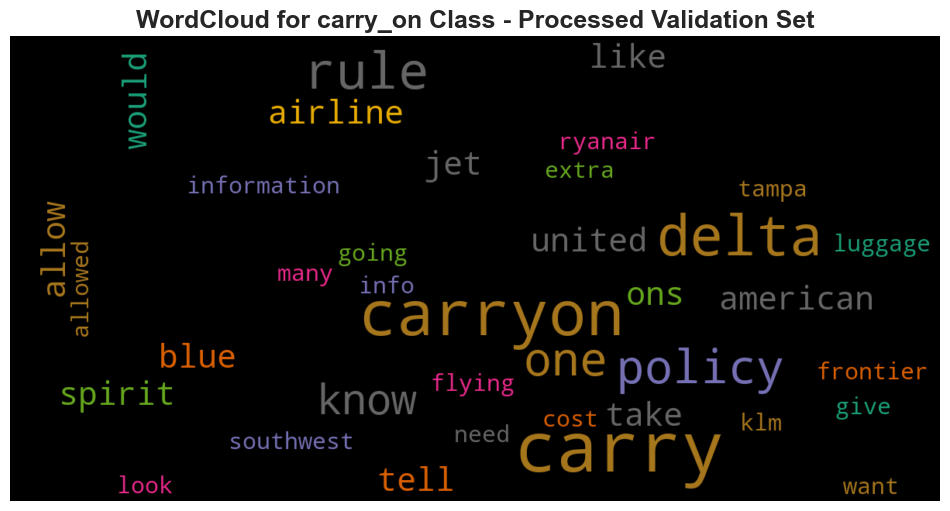 WordCloud for carry_on Class - Processed Validation Set
would
rule
like
airline
ryanair
jet
extra
information
tampa
allow
delta
united
luggage
allowed
going
many
info
ons
american
carryon
blue
one
policy
frontier
spirit
flying
know
give
take
cost
klm
southwest
need
carry
tell
look
want